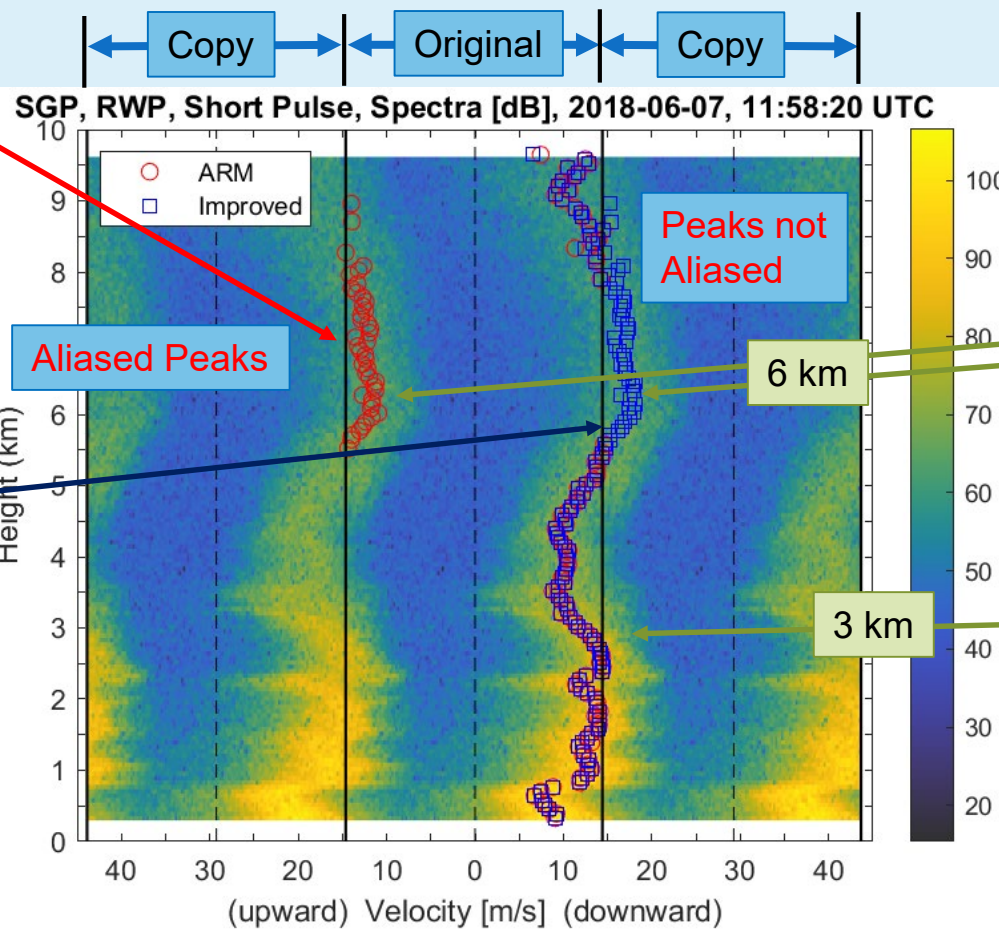 Copy
Original
Copy
SGP, RWP, Short Pulse, Spectra [dB], 2018-06-07, 11:58:20 UTC
ARM
Improved
Peaks not
Aliased
Aliased Peaks
6 km
3 km
Height (km)
10
9
8
7
6
5
4
3
2
1
0
40
30
20
10
0
10
20
30
40
(upward) Velocity [m/s] (downward)
100
90
80
70
60
50
40
30
20